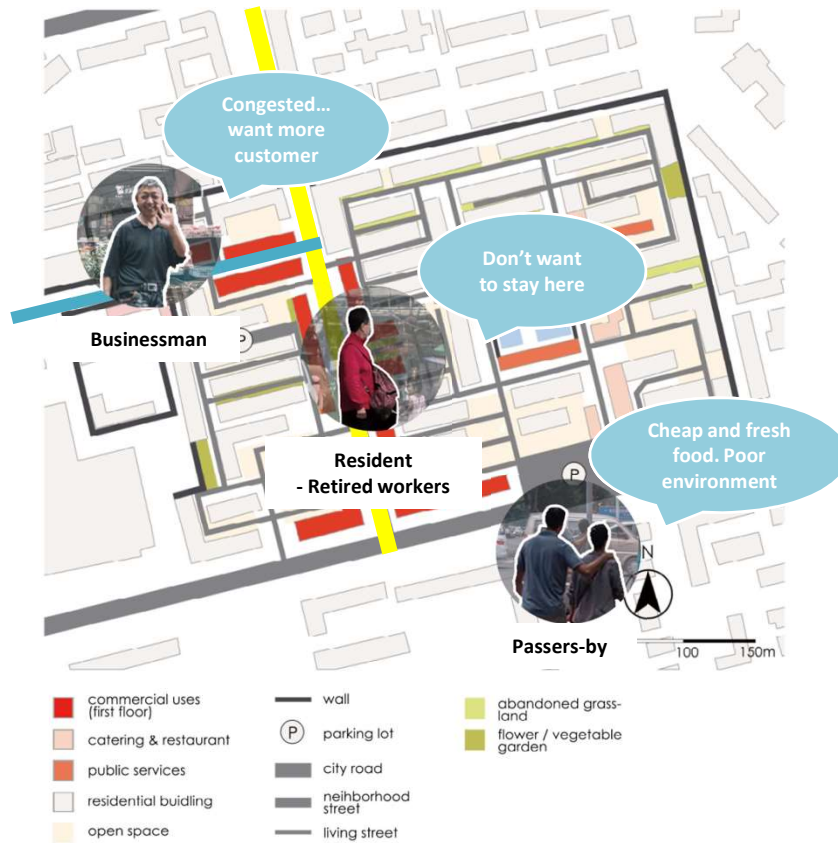 Congested…
want more
customer
Businessman
P
Don't want
to stay here
Resident
- Retired workers
Cheap and fresh
food. Poor
environment
P
N
Passers-by
100
150m
commercial uses
(first floor)
catering & restaurant
public services
residential buidling
open space
wall
P
parking lot
city road
neihborhood
street
living street
abandoned grass-
land
flower / vegetable
garden